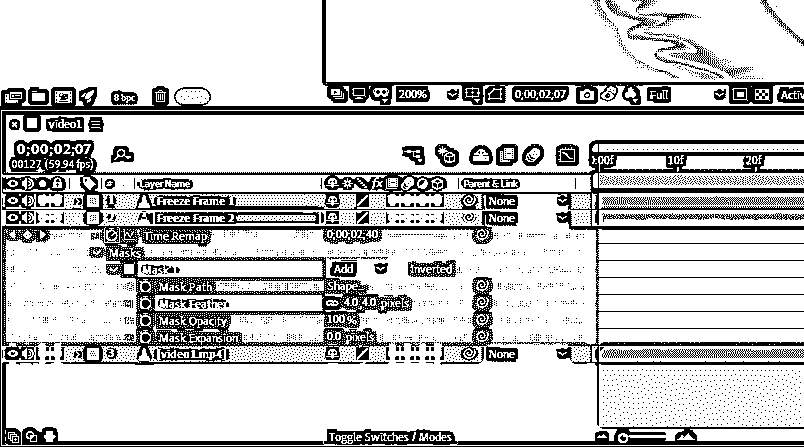 8 bpc
200%
0;00;02;07
Full
Activ
video1
0;00;02;07
00127 (59.94 fps)
:00f
10f
20f
#
Layer Name
Parent & Link
1
[Freeze Frame 1
None
2
[Freeze Frame 2
None
Time Remap
0;00;02;40
Masks
Mask 1
Add
Inverted
Mask Path
Shape...
Mask Feather
4.0, 4.0 pixels
Mask Opacity
100%
Mask Expansion
0.0 pixels
3
[video1.mp4]
None
Toggle Switches / Modes